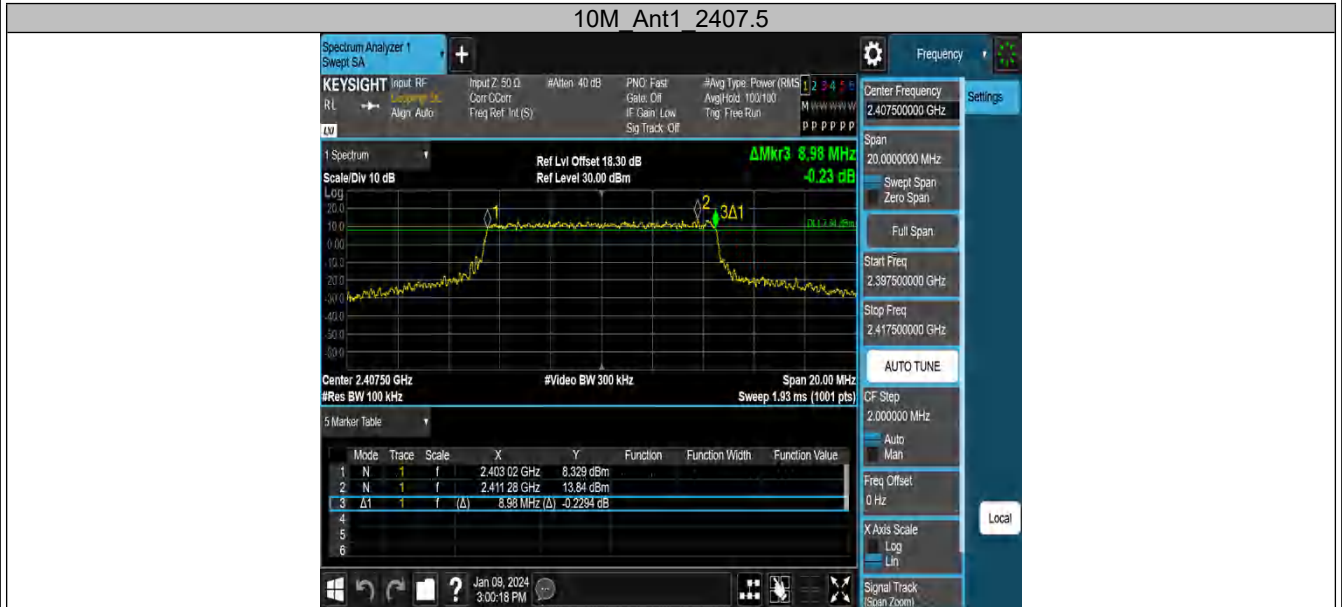 10M_Ant1_2407.5
Spectrum Analyzer 1
Swept SA
+
Frequency
KEYSIGHT Input: RF
RL
Align: Auto
LXI
Input Z: 50 Ω
Corr CCorr
Freq Ref: Int (S)
#Atten: 40 dB
PNO: Fast
Gate: Off
IF Gain: Low
Sig Track: Off
#Avg Type: Power (RMS
Avg|Hold: 100/100
Trig: Free Run
1 2 3 4 5 6
M W W W W W
P P P P P P
Center Frequency
2.407500000 GHz
Settings
Span
20.0000000 MHz
Swept Span
Zero Span
Full Span
Start Freq
2.397500000 GHz
Stop Freq
2.417500000 GHz
AUTO TUNE
CF Step
2.000000 MHz
Auto
Man
Freq Offset
0 Hz
X Axis Scale
Log
Lin
Signal Track
(Span Zoom)
Local
1 Spectrum
Scale/Div 10 dB
Ref Lvl Offset 18.30 dB
Ref Level 30.00 dBm
ΔMkr3 8.98 MHz
-0.23 dB
Log
20.0
10.0
0.00
-10.0
-20.0
-30.0
-40.0
-50.0
-60.0
1
2
3Δ1
Center 2.40750 GHz
#Res BW 100 kHz
#Video BW 300 kHz
Span 20.00 MHz
Sweep 1.93 ms (1001 pts)
5 Marker Table
Mode Trace Scale X Y Function Function Width Function Value
1 N 1 f 2.403 02 GHz 8.329 dBm
2 N 1 f 2.411 28 GHz 13.84 dBm
3 Δ1 1 f (Δ) 8.98 MHz (Δ) -0.2294 dB
4
5
6
?
Jan 09, 2024
3:00:18 PM